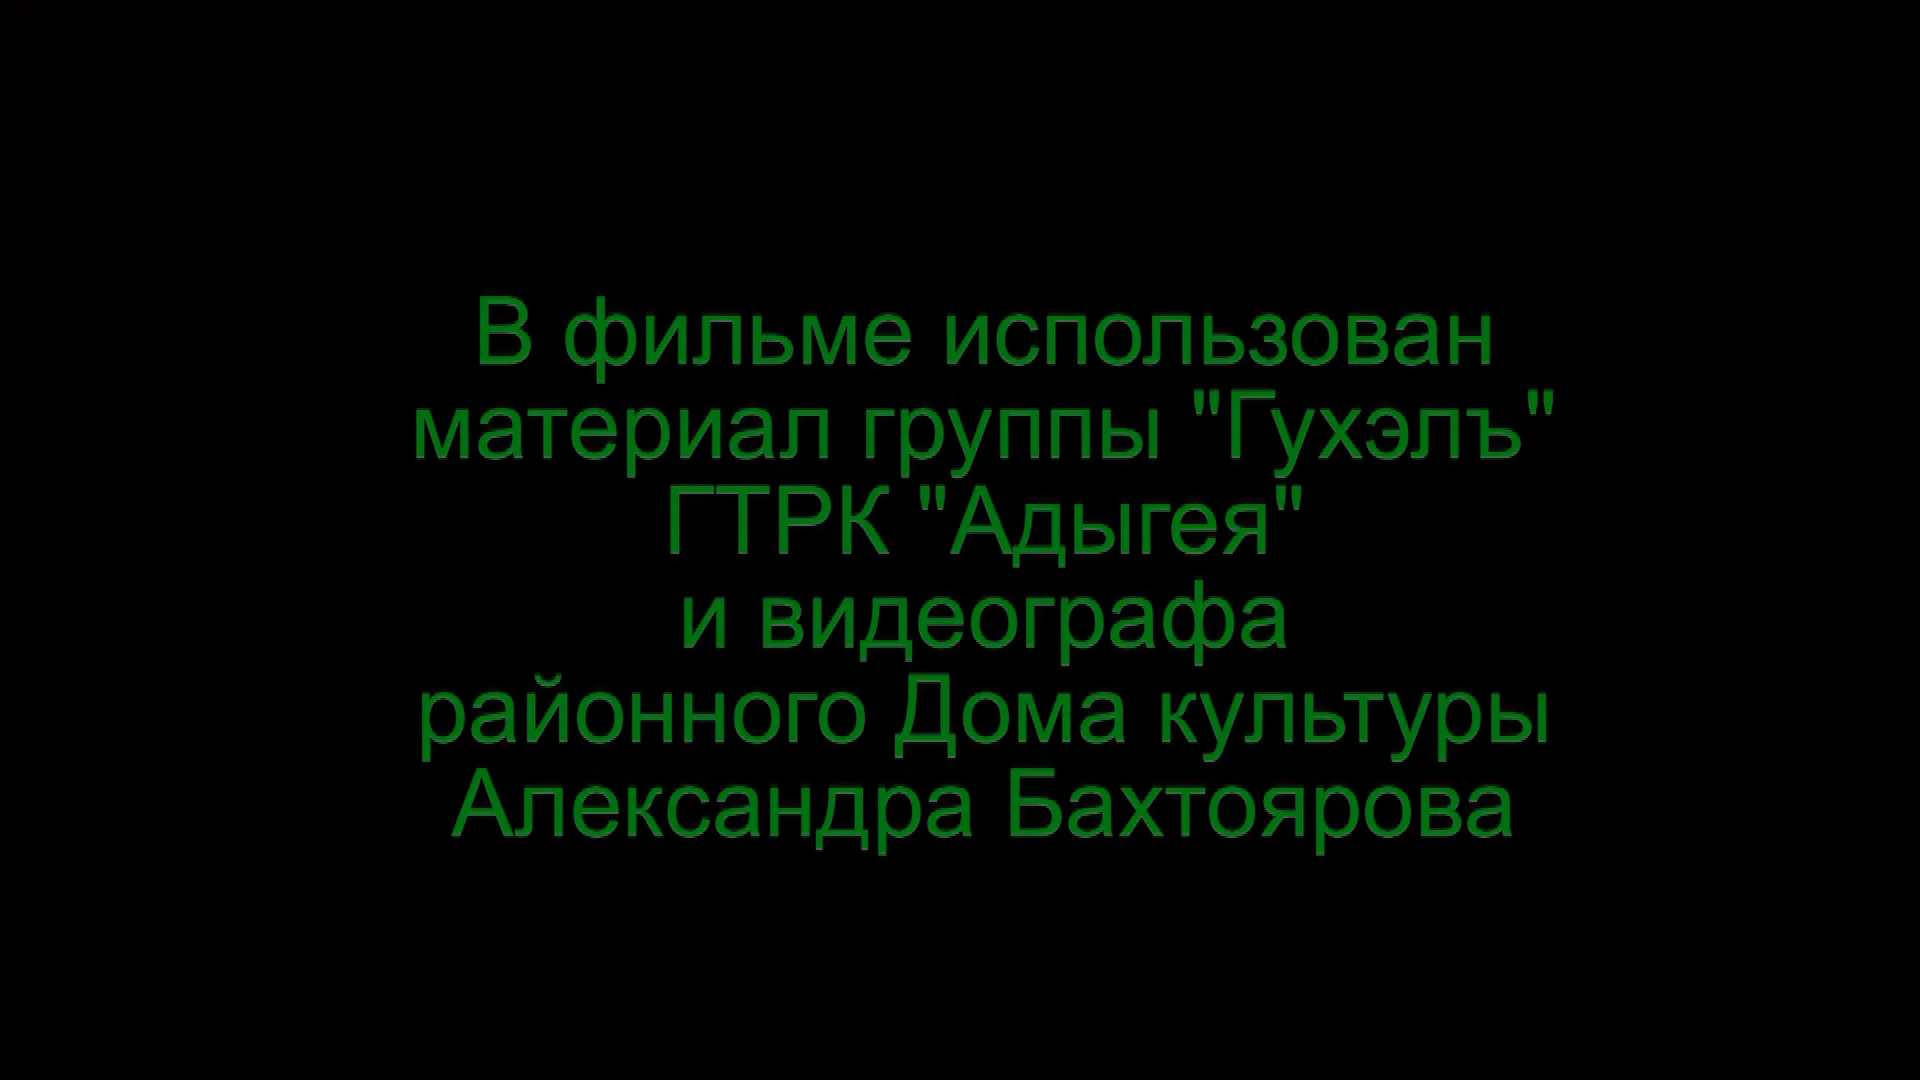 В фильме использован
материал группы "Гухэлъ"
ГТРК "Адыгея"
и видеографа
районного Дома культуры
Александра Бахтоярова